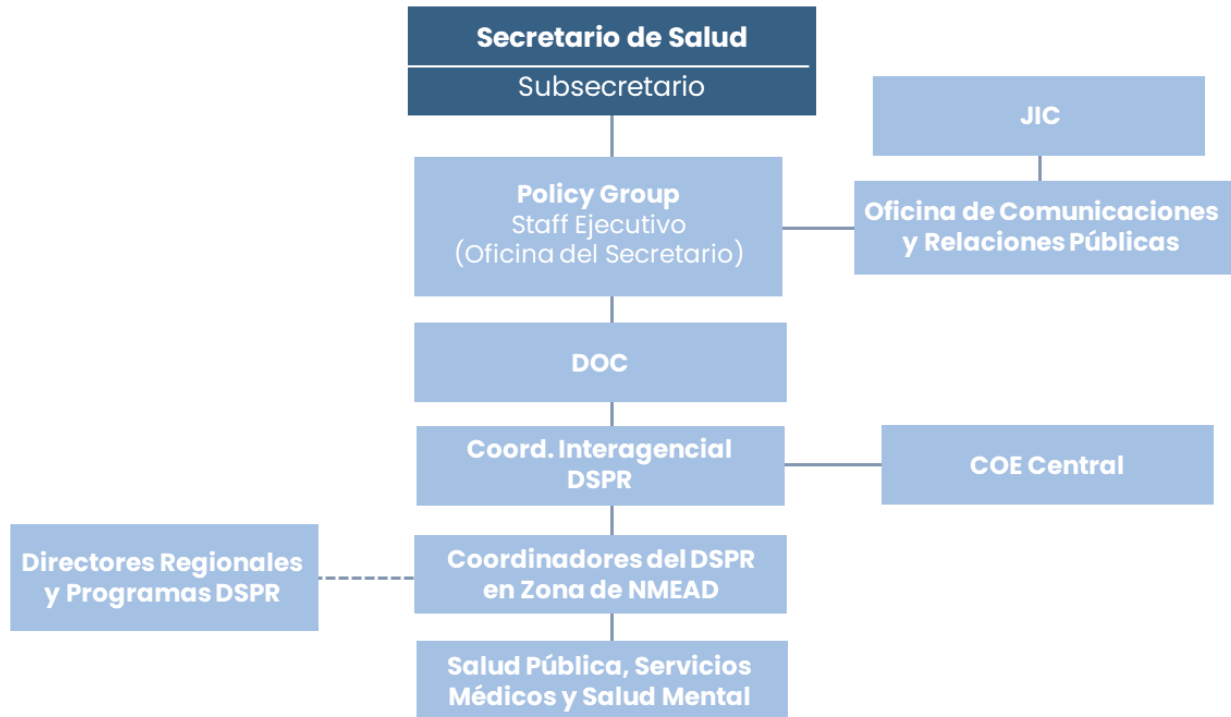 Secretario de Salud
Subsecretario
JIC
Policy Group
Staff Ejecutivo
(Oficina del Secretario)
Oficina de Comunicaciones
y Relaciones Públicas
DOC
Coord. Interagencial
DSPR
COE Central
Directores Regionales
y Programas DSPR
Coordinadores del DSPR
en Zona de NMEAD
Salud Pública, Servicios
Médicos y Salud Mental